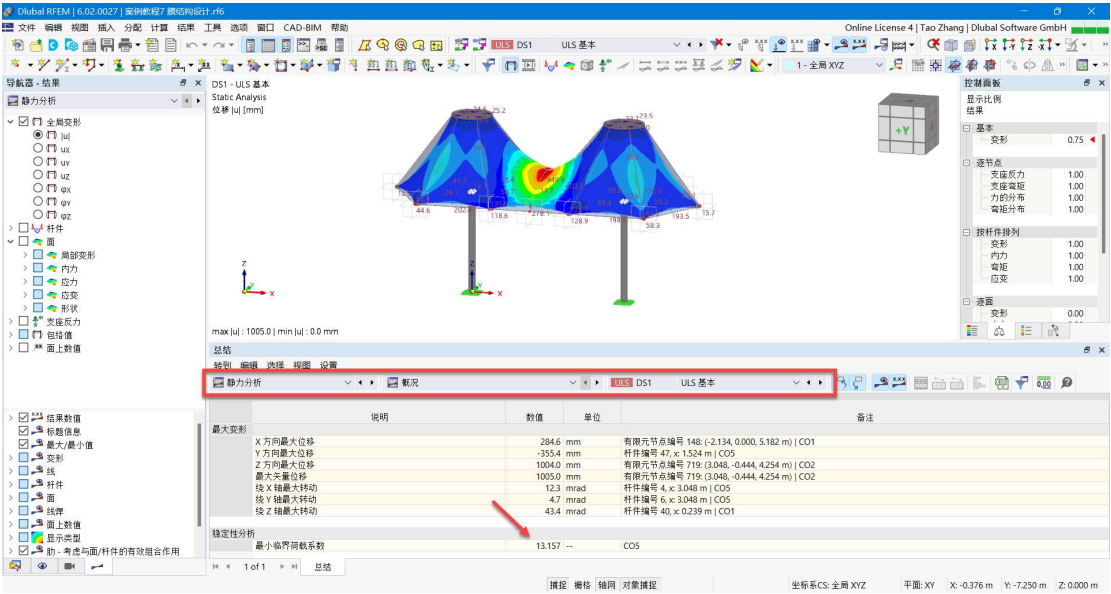 Dlubal RFEM | 6.02.0027 | 案例教程7 膜结构设计.rf6
文件 编辑 视图 插入 分配 计算 结果 工具 选项 窗口 CAD-BIM 帮助
Online License 4 | Tao Zhang | Dlubal Software GmbH
ULS DS1 ULS 基本
1 - 全局 XYZ
导航器 - 结果
静力分析
全局变形
|u|
ux
uY
uz
φx
φY
φz
杆件
面
局部变形
内力
应力
应变
形状
支座反力
包络值
面上数值
结果数值
标题信息
最大/最小值
变形
线
杆件
面
线焊
面上数值
显示类型
肋 - 考虑与面/杆件的有效组合作用
DS1 - ULS 基本
Static Analysis
位移 |u| [mm]
25.2
23.5
44.6
118.6
278.1
128.9
58.3
193.5
15.7
Z
X
Z
X
+Y
max |u| : 1005.0 | min |u| : 0.0 mm
控制面板
显示比例
结果
基本
变形 0.75
逐节点
支座反力 1.00
支座弯矩 1.00
力的分布 1.00
弯矩分布 1.00
按杆件排列
变形 1.00
内力 1.00
弯矩 1.00
应变 1.00
逐面
变形 0.00
总结
转到 编辑 选择 视图 设置
静力分析 概况 ULS DS1 ULS 基本
说明 数值 单位 备注
最大变形
X 方向最大位移 284.6 mm 有限元节点编号 148: (-2.134, 0.000, 5.182 m) | CO1
Y 方向最大位移 -355.4 mm 杆件编号 47, x: 1.524 m | CO5
Z 方向最大位移 1004.0 mm 有限元节点编号 719: (3.048, -0.444, 4.254 m) | CO2
最大矢量位移 1005.0 mm 有限元节点编号 719: (3.048, -0.444, 4.254 m) | CO2
绕 X 轴最大转动 12.3 mrad 杆件编号 4, x: 3.048 m | CO5
绕 Y 轴最大转动 4.7 mrad 杆件编号 6, x: 3.048 m | CO5
绕 Z 轴最大转动 43.4 mrad 杆件编号 40, x: 0.239 m | CO1
稳定性分析
最小临界荷载系数 13.157 -- CO5
1 of 1 总结
捕捉 栅格 轴网 对象捕捉 坐标系CS: 全局 XYZ 平面: XY X: -0.376 m Y: -7.250 m Z: 0.000 m